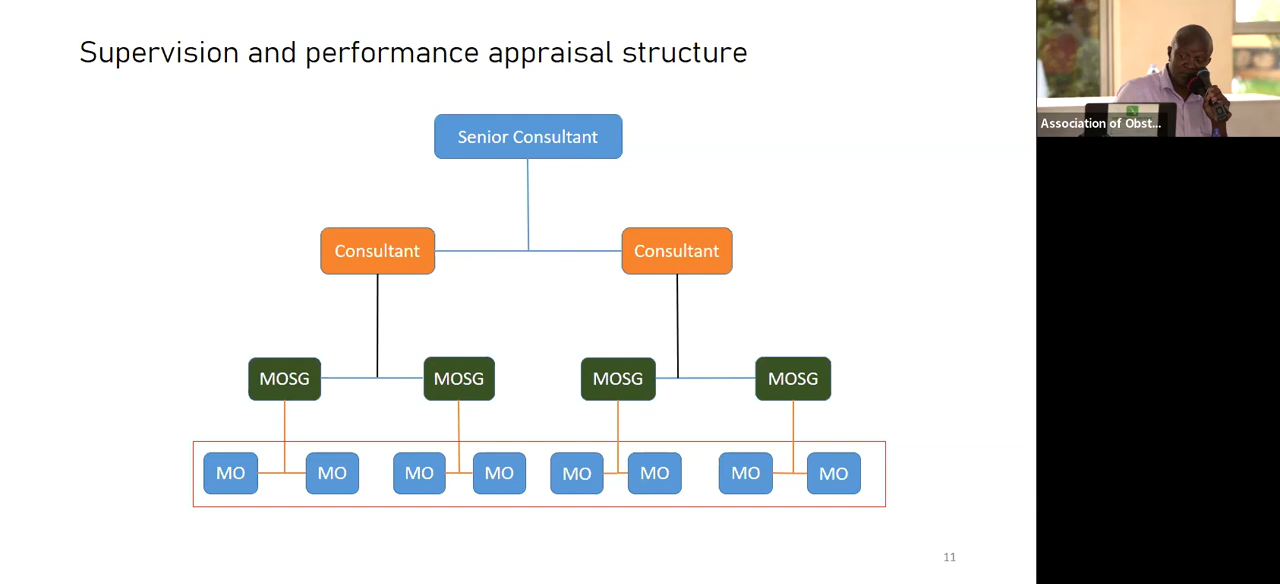 Supervision and performance appraisal structure
Senior Consultant
Consultant
Consultant
MOSG
MOSG
MOSG
MOSG
MO
MO
MO
MO
MO
MO
MO
MO
11
Association of Obst...